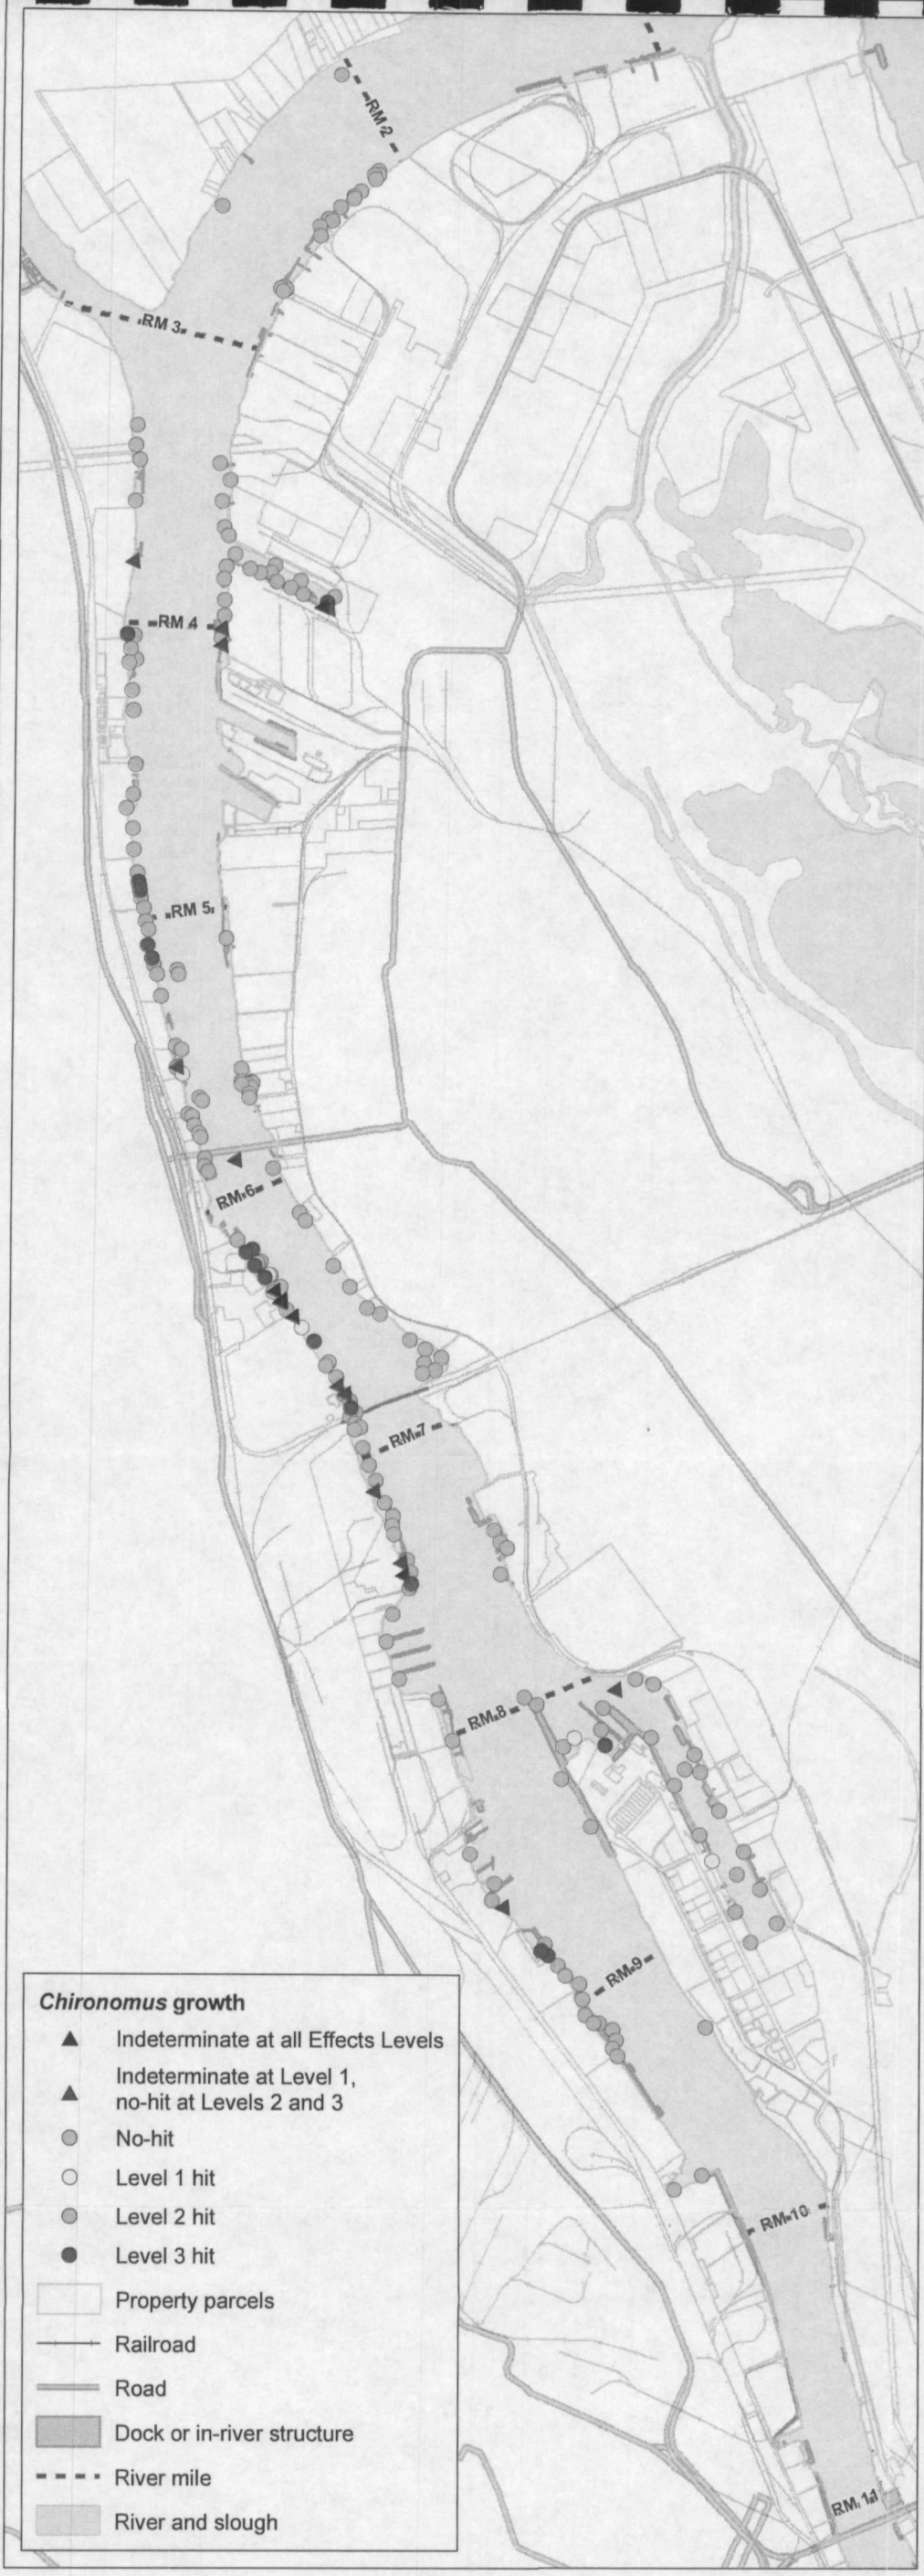 RM 2
RM 3
RM 4
RM 5
RM 6
RM 7
RM 8
RM 9
RM 10
RM 11
Chironomus growth
Indeterminate at all Effects Levels
Indeterminate at Level 1,
no-hit at Levels 2 and 3
No-hit
Level 1 hit
Level 2 hit
Level 3 hit
Property parcels
Railroad
Road
Dock or in-river structure
River mile
River and slough